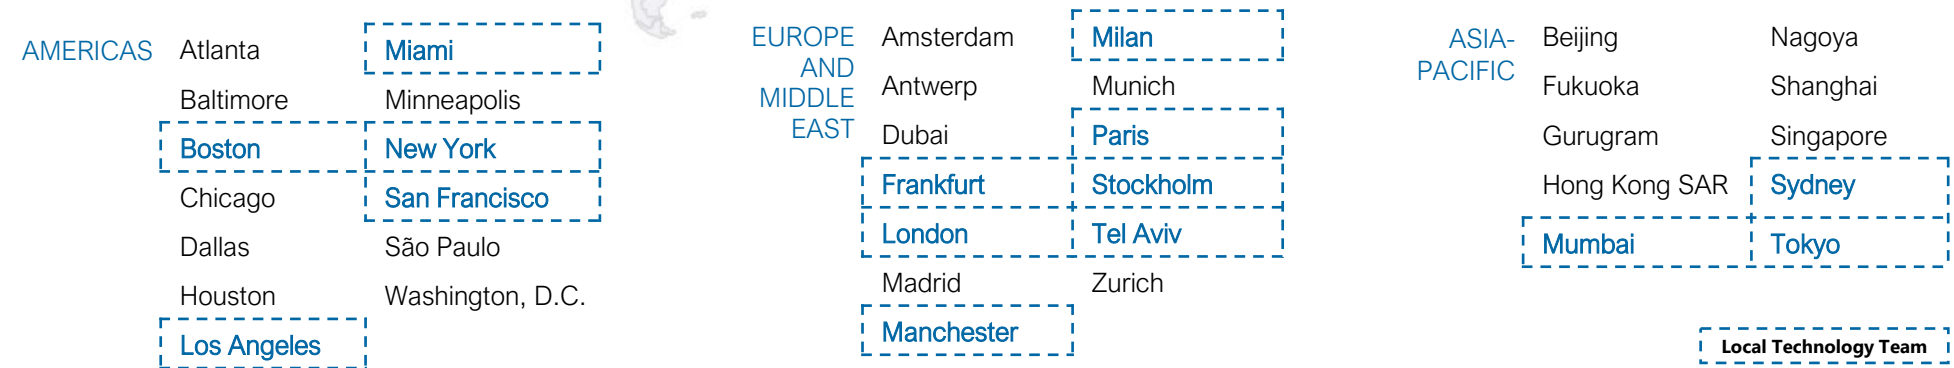 AMERICAS
Atlanta
Miami
Baltimore
Minneapolis
Boston
New York
Chicago
San Francisco
Dallas
São Paulo
Houston
Washington, D.C.
Los Angeles
EUROPE
AND
MIDDLE
EAST
Amsterdam
Milan
Antwerp
Munich
Dubai
Paris
Frankfurt
Stockholm
London
Tel Aviv
Madrid
Zurich
Manchester
ASIA-
PACIFIC
Beijing
Nagoya
Fukuoka
Shanghai
Gurugram
Singapore
Hong Kong SAR
Sydney
Mumbai
Tokyo
Local Technology Team